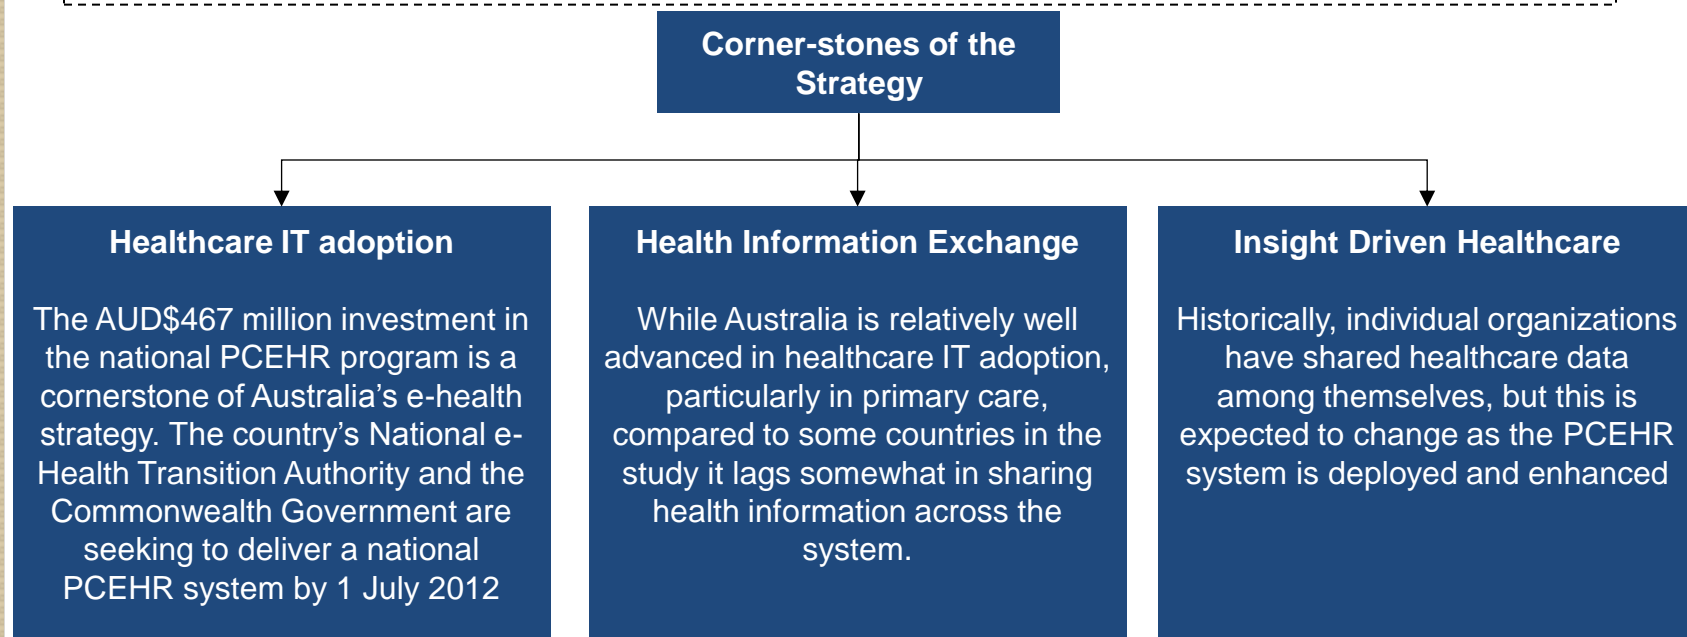 Corner-stones of the
Strategy
Healthcare IT adoption
The AUD$467 million investment in
the national PCEHR program is a
cornerstone of Australia’s e-health
strategy. The country’s National e-
Health Transition Authority and the
Commonwealth Government are
seeking to deliver a national
PCEHR system by 1 July 2012
Health Information Exchange
While Australia is relatively well
advanced in healthcare IT adoption,
particularly in primary care,
compared to some countries in the
study it lags somewhat in sharing
health information across the
system.
Insight Driven Healthcare
Historically, individual organizations
have shared healthcare data
among themselves, but this is
expected to change as the PCEHR
system is deployed and enhanced